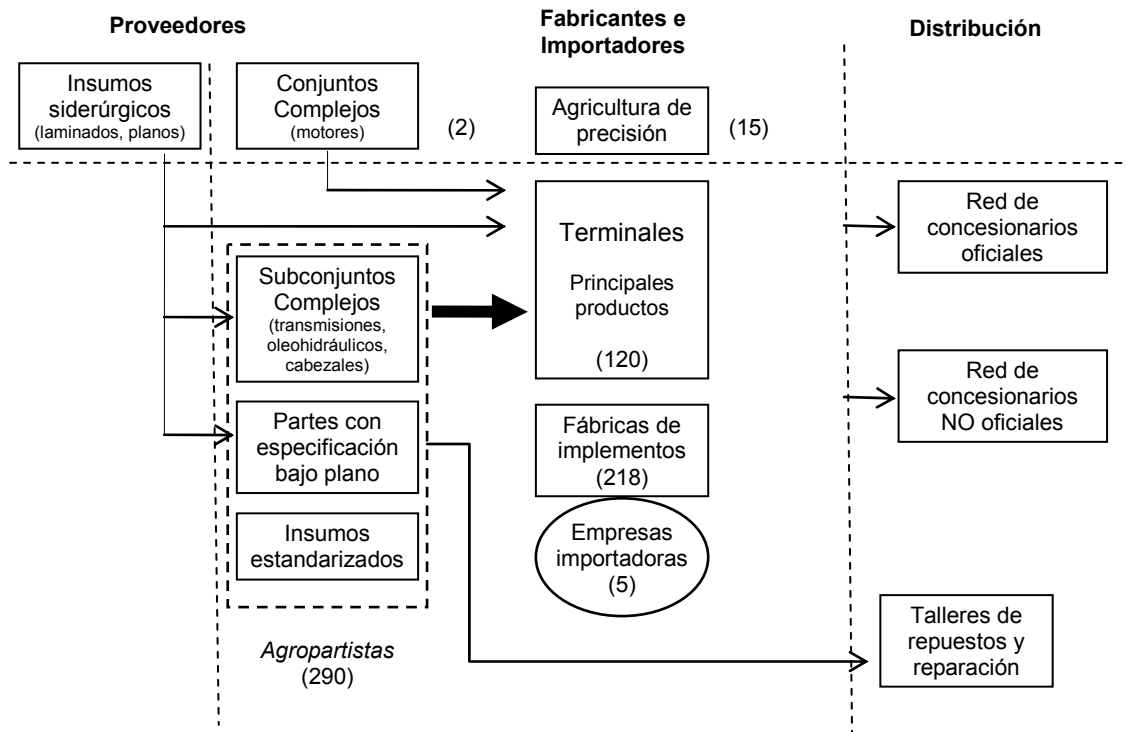 Proveedores
Fabricantes e
Importadores
Distribución
Insumos
siderúrgicos
(laminados, planos)
Conjuntos
Complejos
(motores)
(2)
Agricultura de
precisión
(15)
Terminales
Principales
productos
(120)
Red de
concesionarios
oficiales
Subconjuntos
Complejos
(transmisiones,
oleohidráulicos,
cabezales)
Red de
concesionarios
NO oficiales
Partes con
especificación
bajo plano
Fábricas de
implementos
(218)
Insumos
estandarizados
Empresas
importadoras
(5)
Agropartistas
(290)
Talleres de
repuestos y
reparación